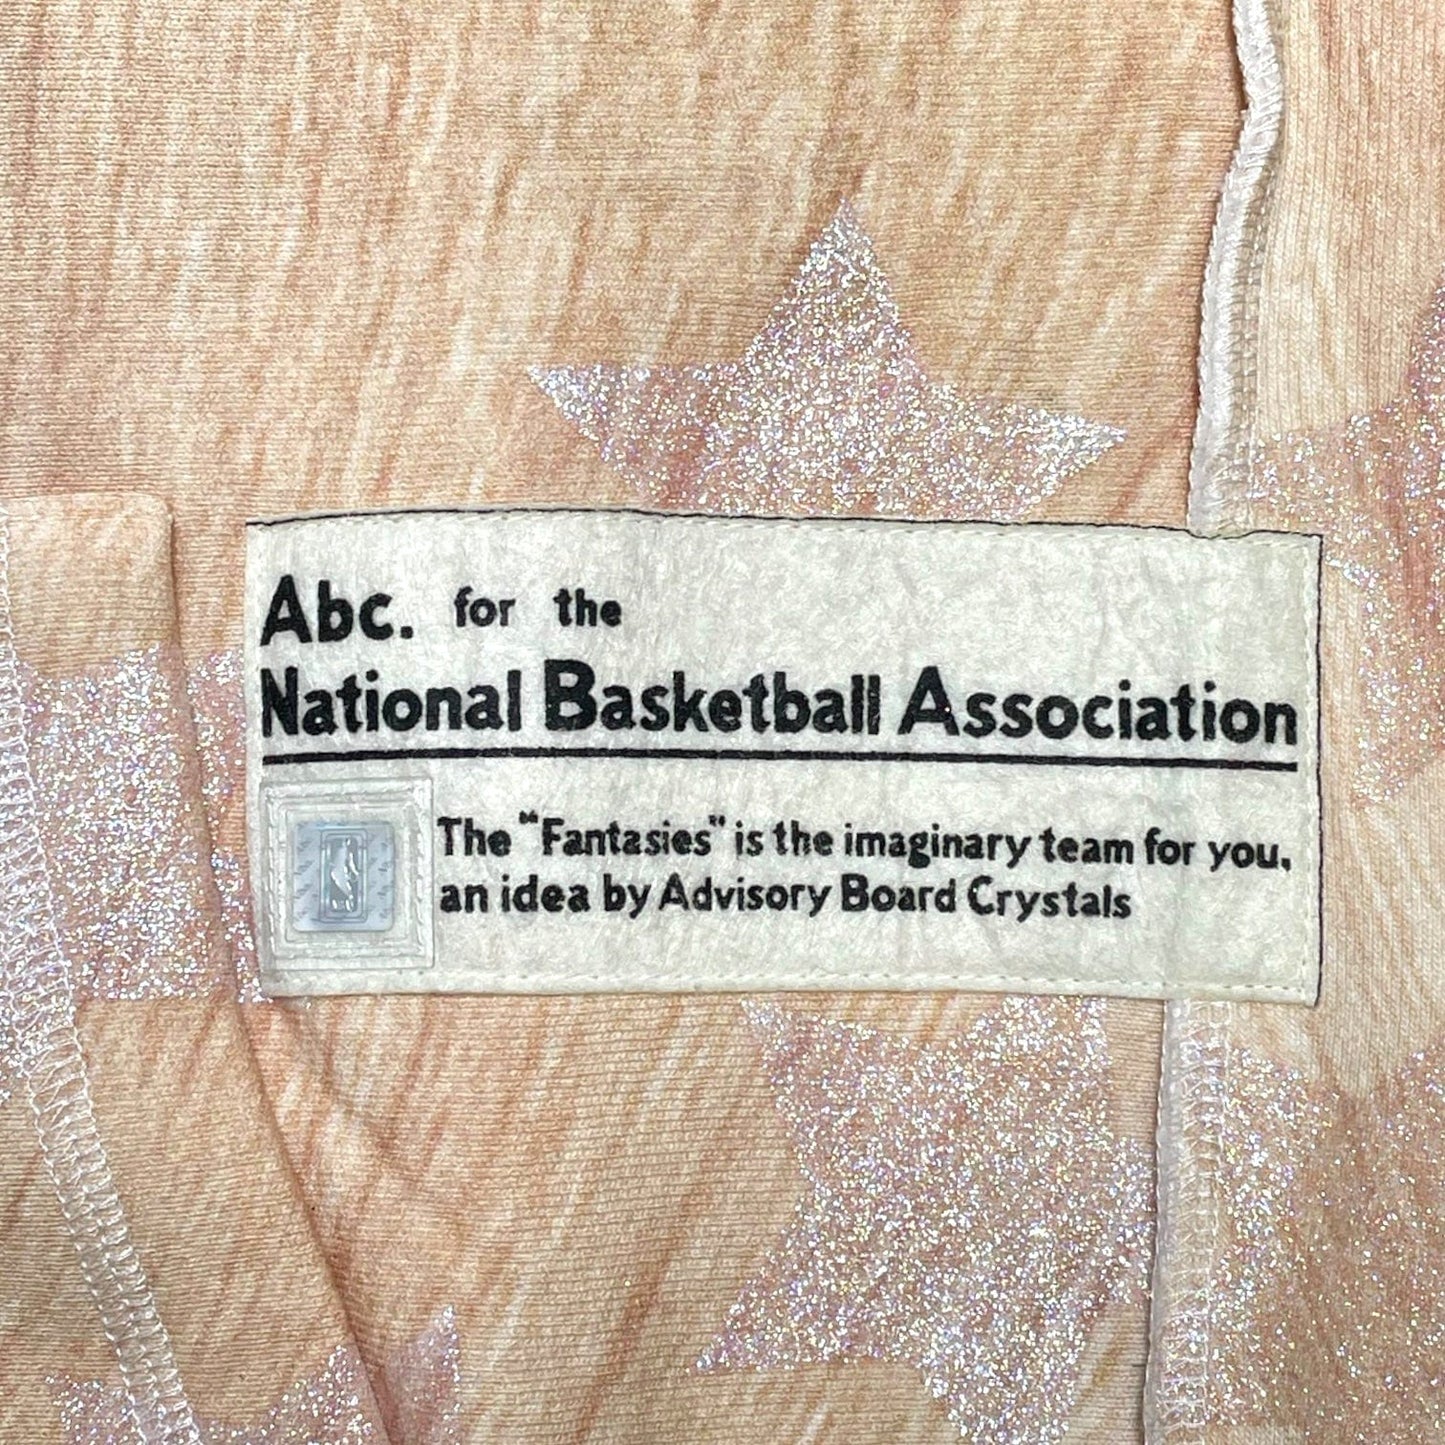 Abc. for the
National Basketball Association
The "Fantasies" is the imaginary team for you,
an idea by Advisory Board Crystals